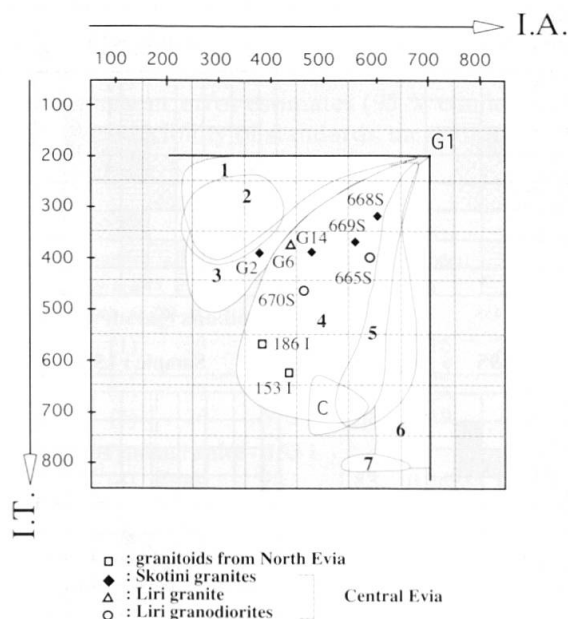 I.A.
100 200 300 400 500 600 700 800
100
G1
200
1
668S
2
300
669S
G14
400
G2 G6
665S
3
670S
500
4
5
186 I
600
153 I
C
700
6
7
800
I.T.
: granitoids from North Evia
: Skotini granites
: Liri granite
Central Evia
: Liri granodiorites